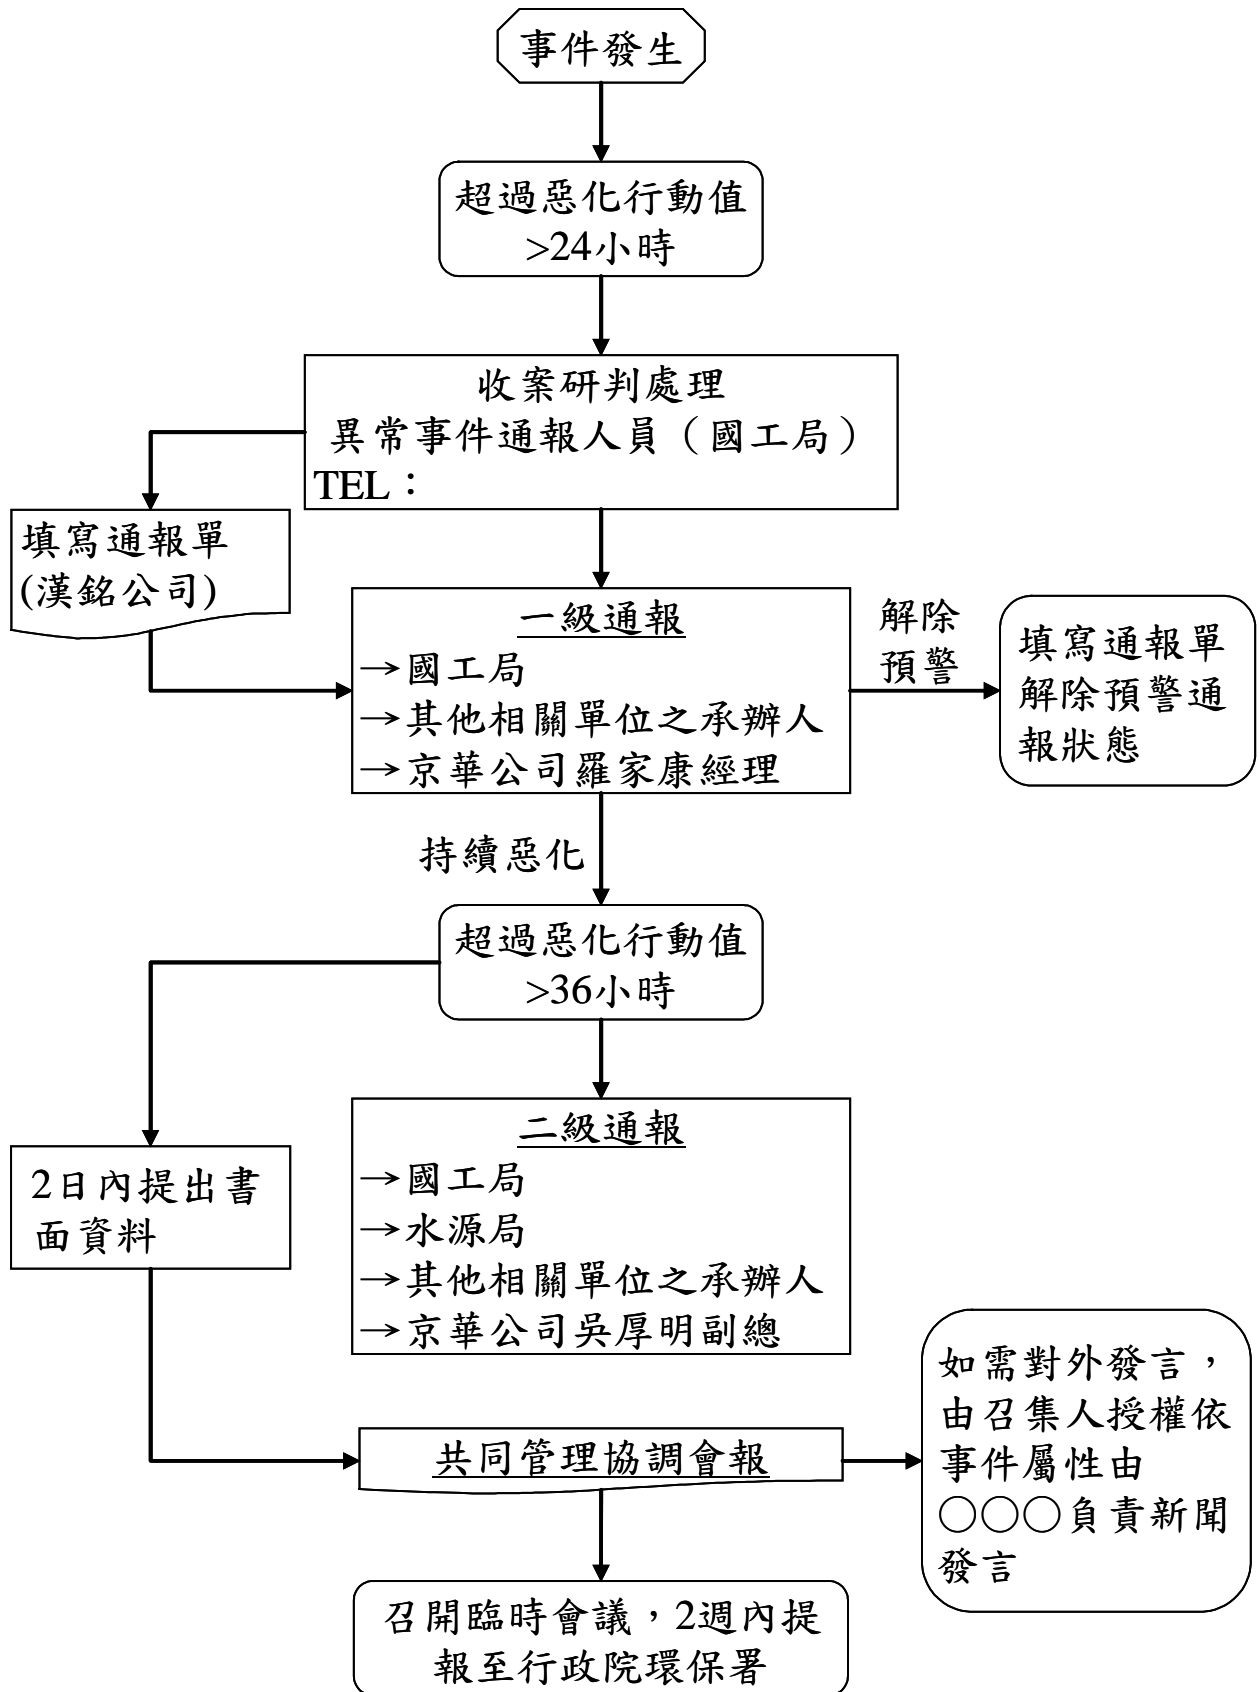 事件發生
超過惡化行動值
>24小時
收案研判處理
異常事件通報人員（國工局）
TEL：
填寫通報單
(漢銘公司)
一級通報
→國工局
→其他相關單位之承辦人
→京華公司羅家康經理
解除
預警
填寫通報單
解除預警通
報狀態
持續惡化
超過惡化行動值
>36小時
2日內提出書
面資料
二級通報
→國工局
→水源局
→其他相關單位之承辦人
→京華公司吳厚明副總
共同管理協調會報
如需對外發言，
由召集人授權依
事件屬性由
○○○負責新聞
發言
召開臨時會議，2週內提
報至行政院環保署